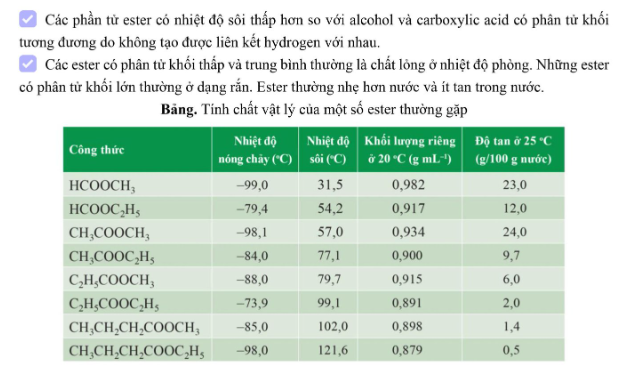 Các phần tử ester có nhiệt độ sôi thấp hơn so với alcohol và carboxylic acid có phân tử khối
tương đương do không tạo được liên kết hydrogen với nhau.
Các ester có phân tử khối thấp và trung bình thường là chất lỏng ở nhiệt độ phòng. Những ester
có phân tử khối lớn thường ở dạng rắn. Ester thường nhẹ hơn nước và ít tan trong nước.
Bảng. Tính chất vật lý của một số ester thường gặp
Công thức Nhiệt độ nóng chảy (°C) Nhiệt độ sôi (°C) Khối lượng riêng ở 20 °C (g mL⁻¹) Độ tan ở 25 °C (g/100 g nước)
HCOOCH₃ –99,0 31,5 0,982 23,0
HCOOC₂H₅ –79,4 54,2 0,917 12,0
CH₃COOCH₃ –98,1 57,0 0,934 24,0
CH₃COOC₂H₅ –84,0 77,1 0,900 9,7
C₂H₅COOCH₃ –88,0 79,7 0,915 6,0
C₂H₅COOC₂H₅ –73,9 99,1 0,891 2,0
CH₃CH₂CH₂COOCH₃ –85,0 102,0 0,898 1,4
CH₃CH₂CH₂COOC₂H₅ –98,0 121,6 0,879 0,5